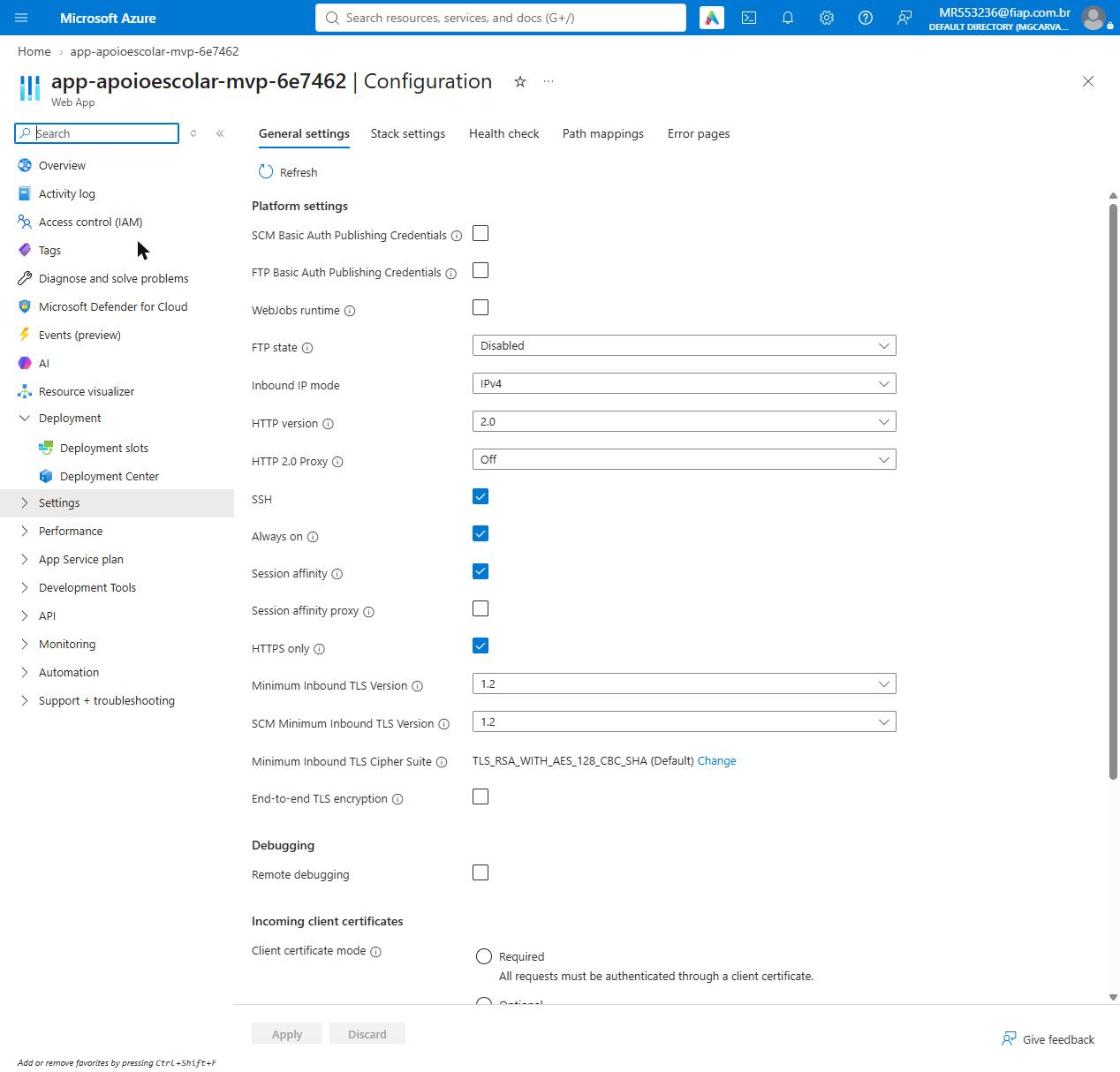 Microsoft Azure
Search resources, services, and docs (G+/)
MR553236@fiap.com.br
DEFAULT DIRECTORY (MGCARVA...
Home > app-apoioescolar-mvp-6e7462
app-apoioescolar-mvp-6e7462 | Configuration
Web App
Search
Overview
Activity log
Access control (IAM)
Tags
Diagnose and solve problems
Microsoft Defender for Cloud
Events (preview)
AI
Resource visualizer
Deployment
Deployment slots
Deployment Center
Settings
Performance
App Service plan
Development Tools
API
Monitoring
Automation
Support + troubleshooting
Add or remove favorites by pressing Ctrl+Shift+F
General settings Stack settings Health check Path mappings Error pages
Refresh
Platform settings
SCM Basic Auth Publishing Credentials
FTP Basic Auth Publishing Credentials
WebJobs runtime
FTP state Disabled
Inbound IP mode IPv4
HTTP version 2.0
HTTP 2.0 Proxy Off
SSH
Always on
Session affinity
Session affinity proxy
HTTPS only
Minimum Inbound TLS Version 1.2
SCM Minimum Inbound TLS Version 1.2
Minimum Inbound TLS Cipher Suite TLS_RSA_WITH_AES_128_CBC_SHA (Default) Change
End-to-end TLS encryption
Debugging
Remote debugging
Incoming client certificates
Client certificate mode Required
All requests must be authenticated through a client certificate.
Optional
Apply Discard
Give feedback